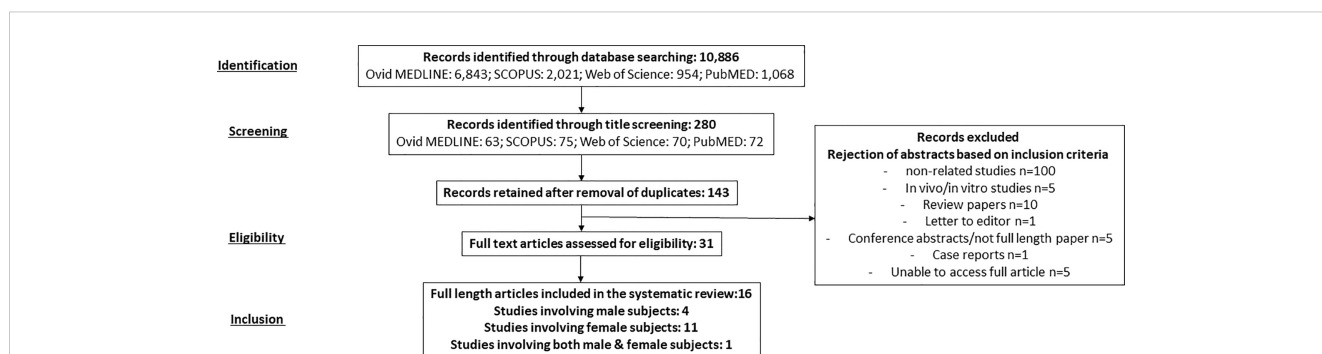 Identification
Records identified through database searching: 10,886
Ovid MEDLINE: 6,843; SCOPUS: 2,021; Web of Science: 954; PubMED: 1,068
Screening
Records identified through title screening: 280
Ovid MEDLINE: 63; SCOPUS: 75; Web of Science: 70; PubMED: 72
Records retained after removal of duplicates: 143
Records excluded
Rejection of abstracts based on inclusion criteria
- non-related studies n=100
- In vivo/in vitro studies n=5
- Review papers n=10
- Letter to editor n=1
- Conference abstracts/not full length paper n=5
- Case reports n=1
- Unable to access full article n=5
Eligibility
Full text articles assessed for eligibility: 31
Inclusion
Full length articles included in the systematic review:16
Studies involving male subjects: 4
Studies involving female subjects: 11
Studies involving both male & female subjects: 1